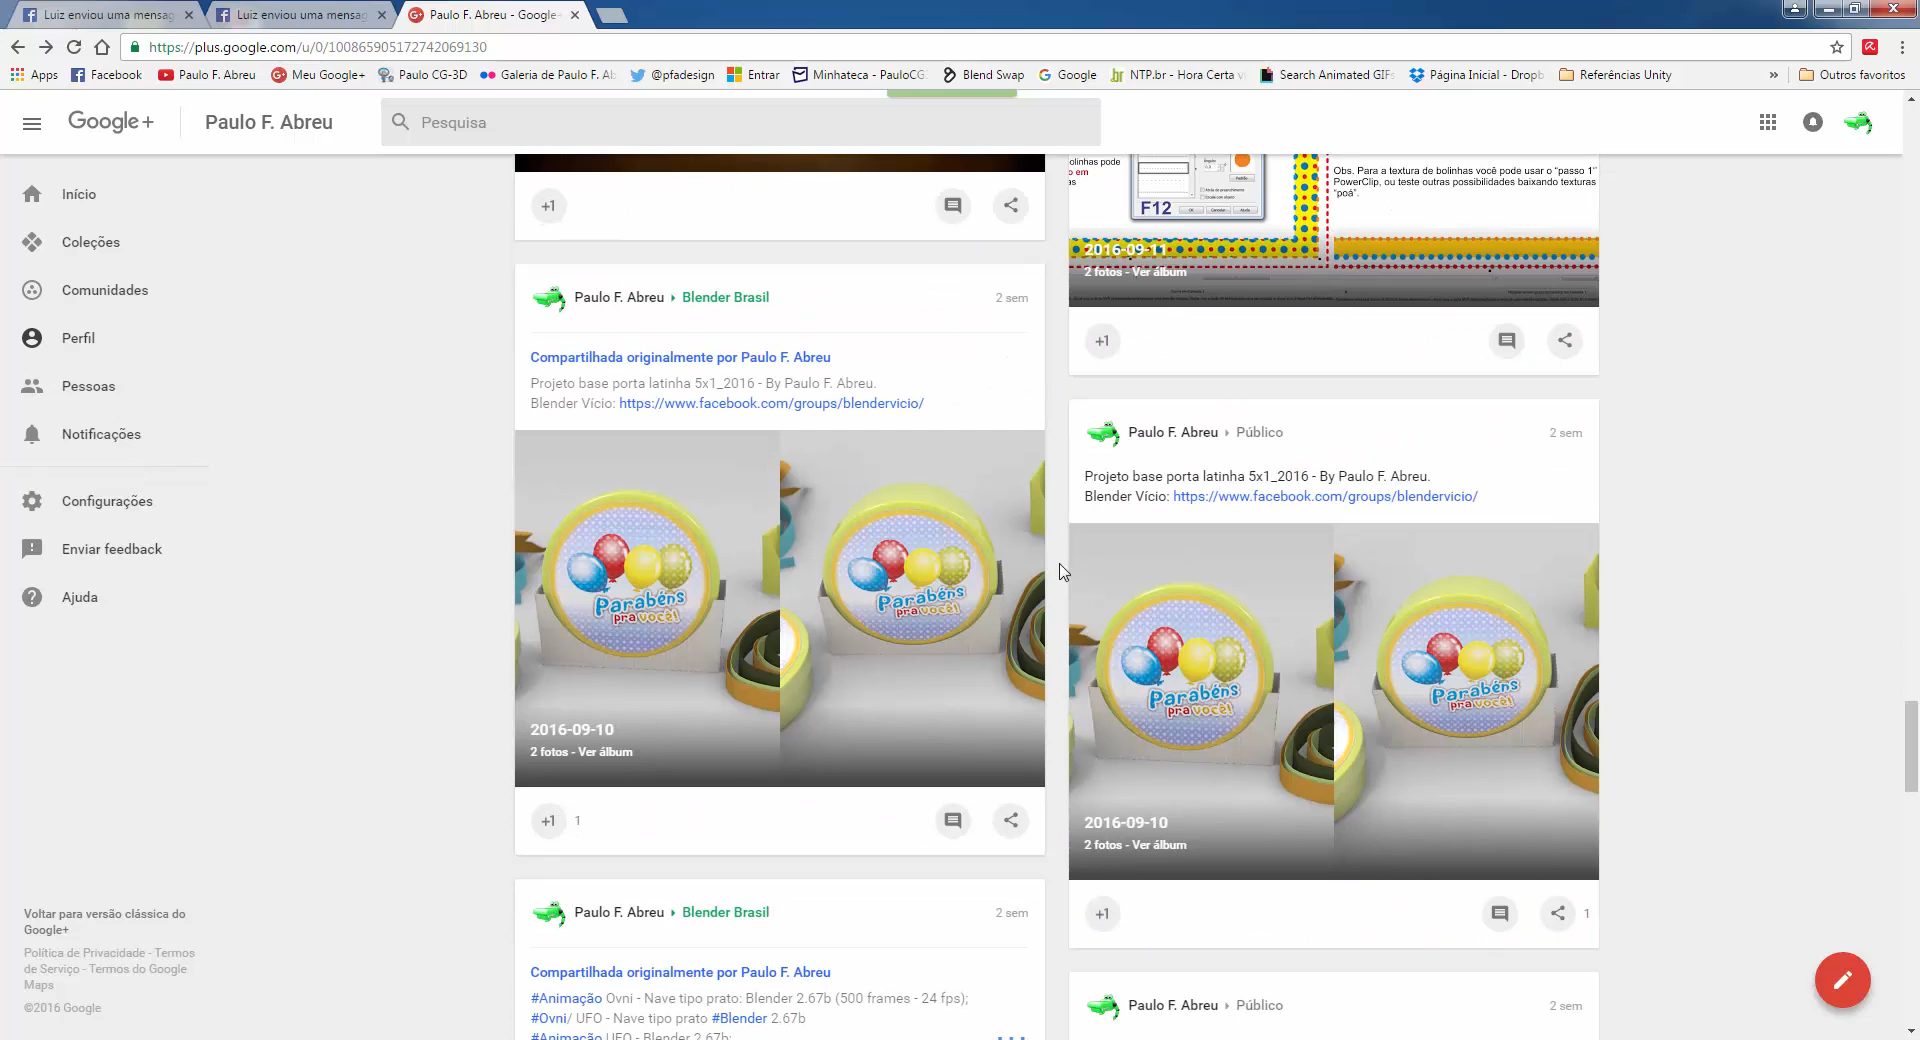 Luiz enviou uma mensag
Luiz enviou uma mensag
Paulo F. Abreu - Google+
https://plus.google.com/u/0/100865905172742069130
Apps
Facebook
Paulo F. Abreu
Meu Google+
Paulo CG-3D
Galeria de Paulo F. Ab
@pfadesign
Entrar
Minhateca - PauloCG
Blend Swap
Google
NTP.br - Hora Certa v
Search Animated GIFs
Página Inicial - Dropb
Referências Unity
»
Outros favoritos
Google+
Paulo F. Abreu
Pesquisa
Início
Coleções
Comunidades
Perfil
Pessoas
Notificações
Configurações
Enviar feedback
Ajuda
Voltar para versão clássica do
Google+
Política de Privacidade - Termos
de Serviço - Termos do Google
Maps
©2016 Google
+1
Paulo F. Abreu
Blender Brasil
2 sem
Compartilhada originalmente por Paulo F. Abreu
Projeto base porta latinha 5x1_2016 - By Paulo F. Abreu.
Blender Vício: https://www.facebook.com/groups/blendervicio/
Parabéns
pra você!
Parabéns
pra você!
2016-09-10
2 fotos - Ver álbum
+1 1
Paulo F. Abreu
Blender Brasil
2 sem
Compartilhada originalmente por Paulo F. Abreu
#Animação Ovni - Nave tipo prato: Blender 2.67b (500 frames - 24 fps);
#Ovni/ UFO - Nave tipo prato #Blender 2.67b
#Animação UFO - Blender 2.67b;
olinhas pode
o em
as
F12
Obs. Para a textura de bolinhas você pode usar o "passo 1"
PowerClip, ou teste outras possibilidades baixando texturas
"poá".
2016-09-11
2 fotos - Ver álbum
+1
Paulo F. Abreu
Público
2 sem
Projeto base porta latinha 5x1_2016 - By Paulo F. Abreu.
Blender Vício: https://www.facebook.com/groups/blendervicio/
Parabéns
pra você!
Parabéns
pra você!
2016-09-10
2 fotos - Ver álbum
+1
1
Paulo F. Abreu
Público
2 sem